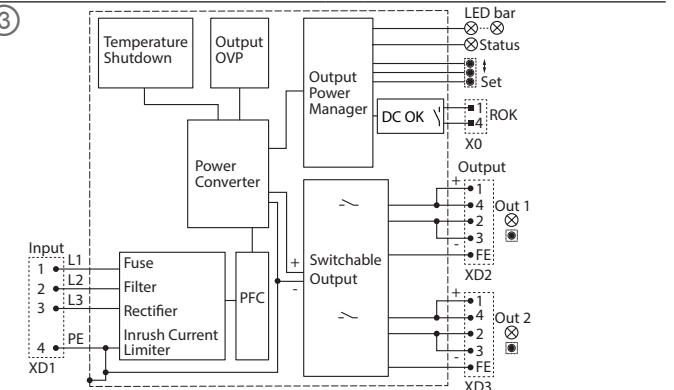 3
LED bar
Status
Set
Temperature
Shutdown
Output
OVP
Output
Power
Manager
DC OK
1
4
ROK
X0
Power
Converter
Output
+
1
4
2
3
-
FE
Out 1
XD2
Switchable
Output
+
-
Input
1
L1
2
L2
3
L3
4
PE
XD1
Fuse
Filter
Rectifier
Inrush Current
Limiter
PFC
+
1
4
2
3
-
FE
Out 2
XD3